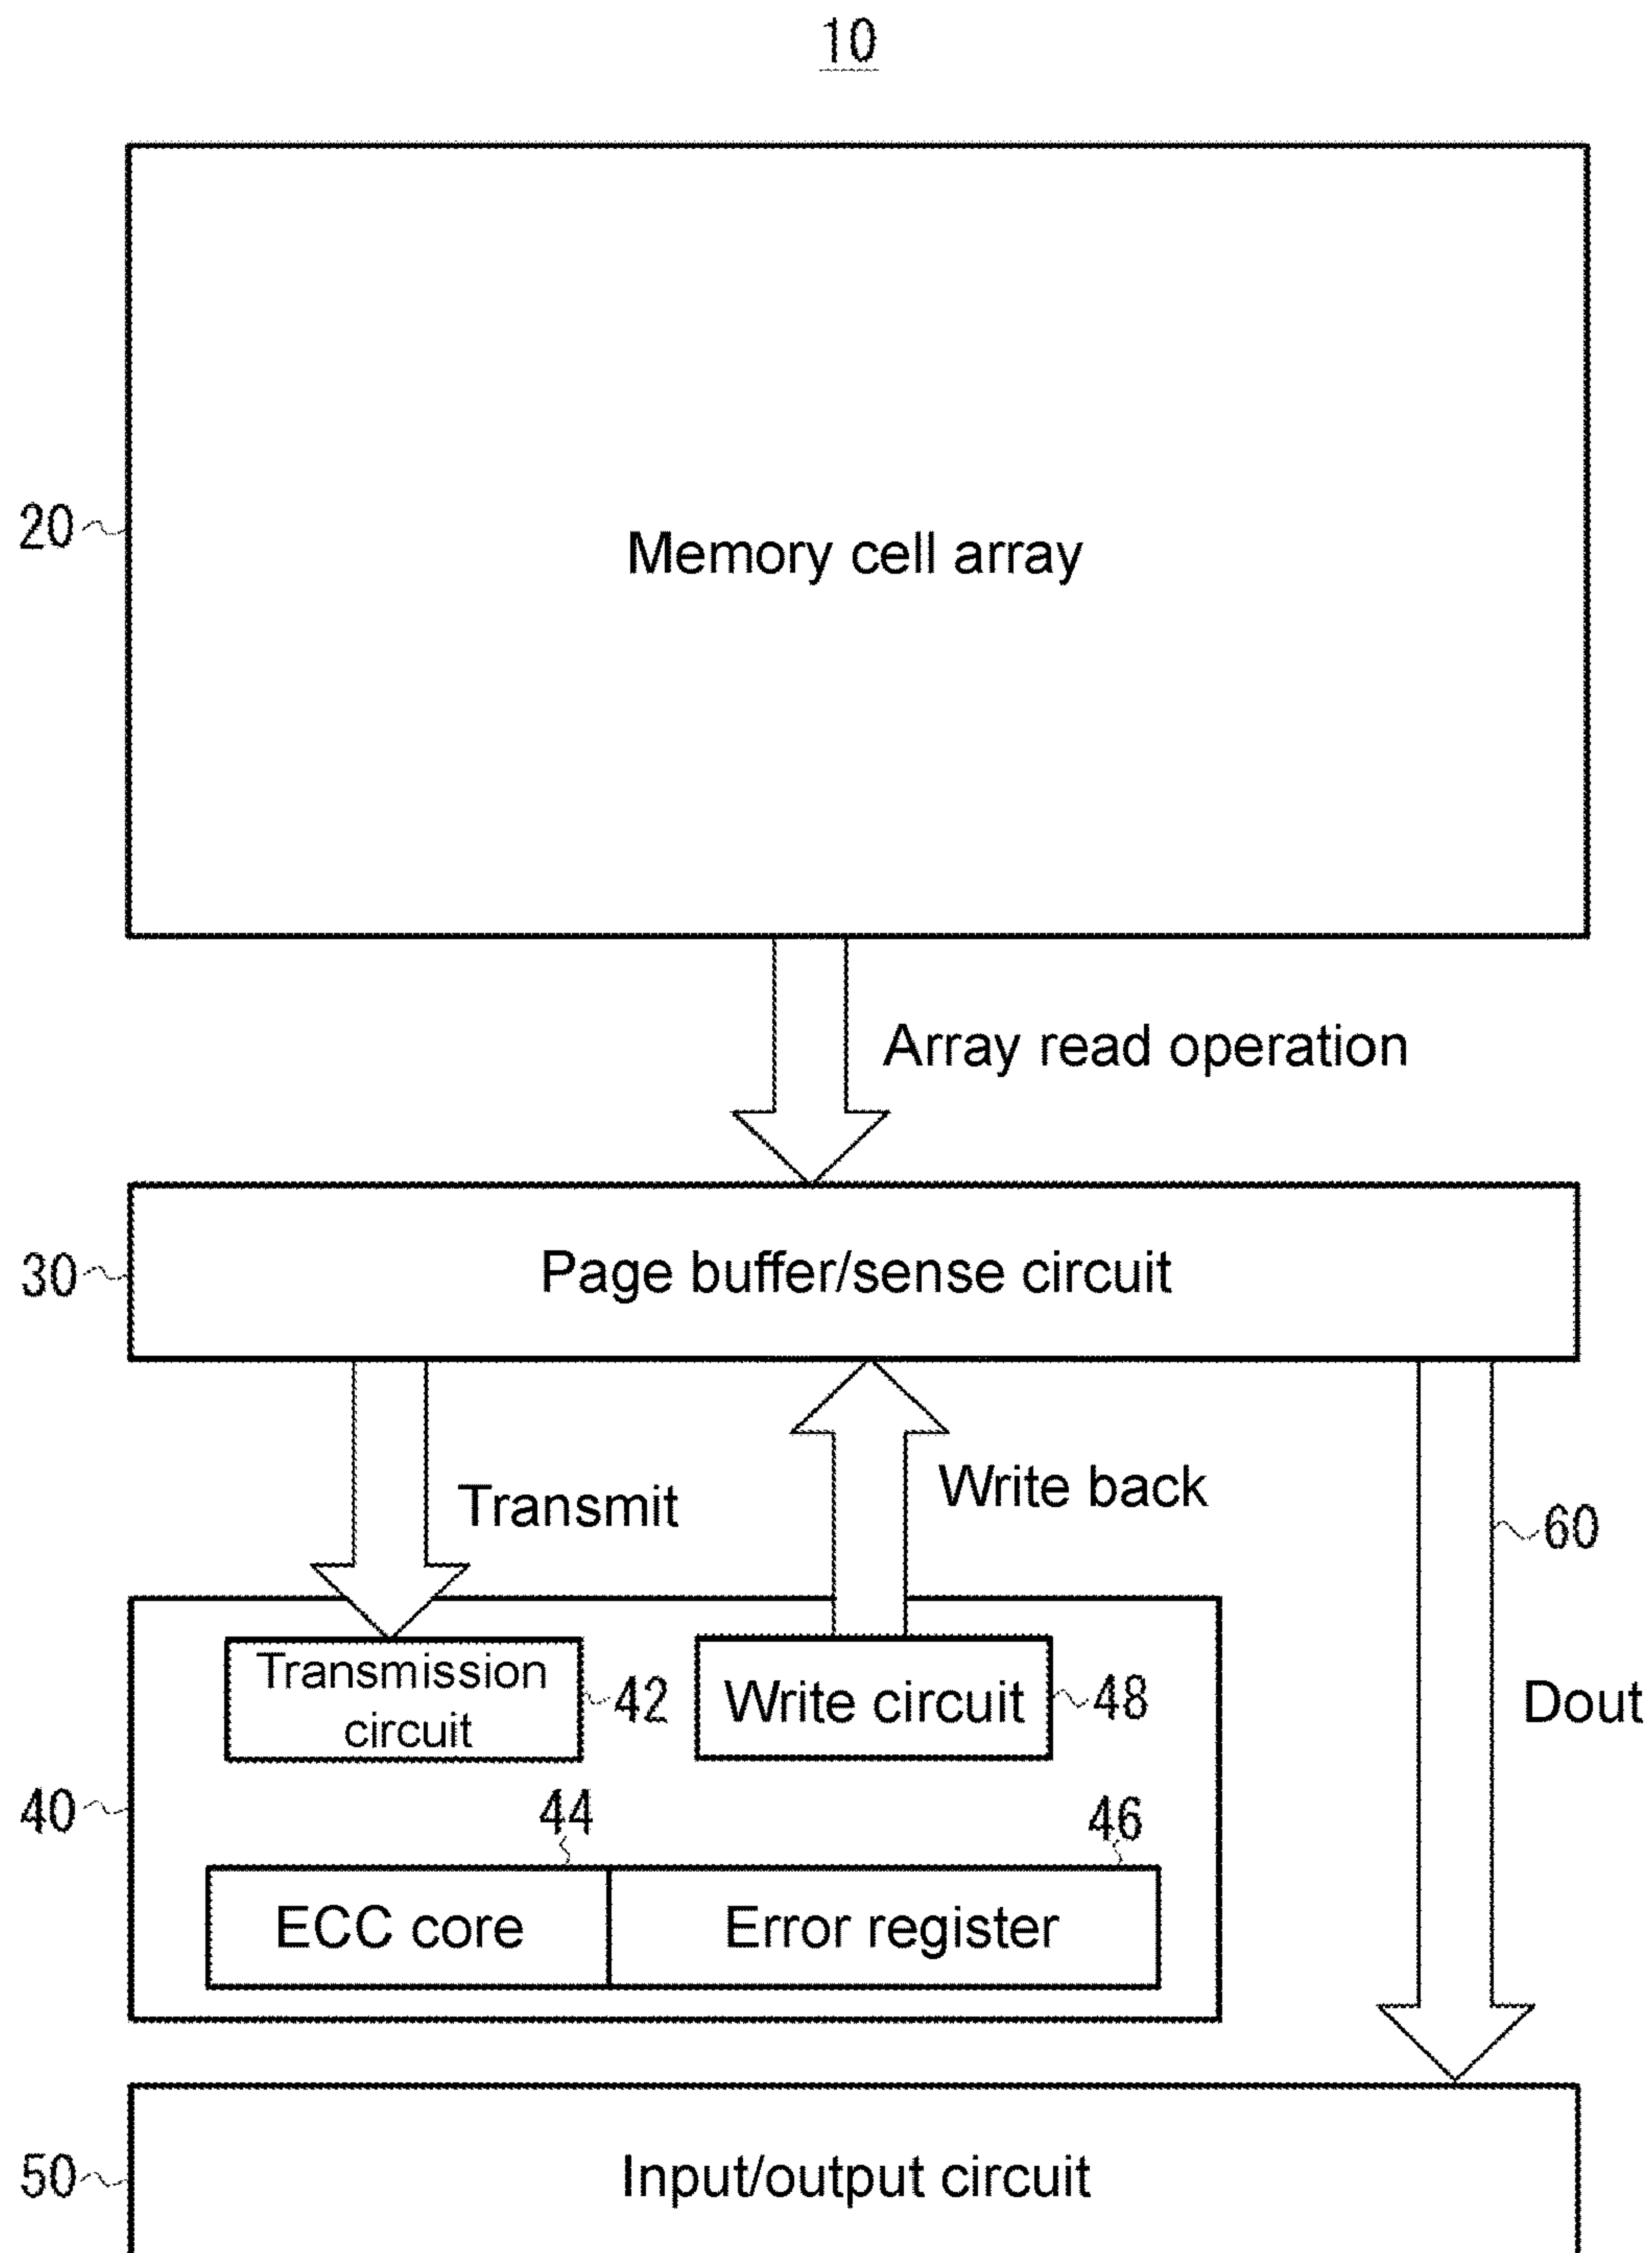 10
20
Memory cell array
Array read operation
30
Page buffer/sense circuit
Transmit
Write back
60
Transmission
circuit
42
Write circuit
48
Dout
40
44
46
ECC core
Error register
50
Input/output circuit